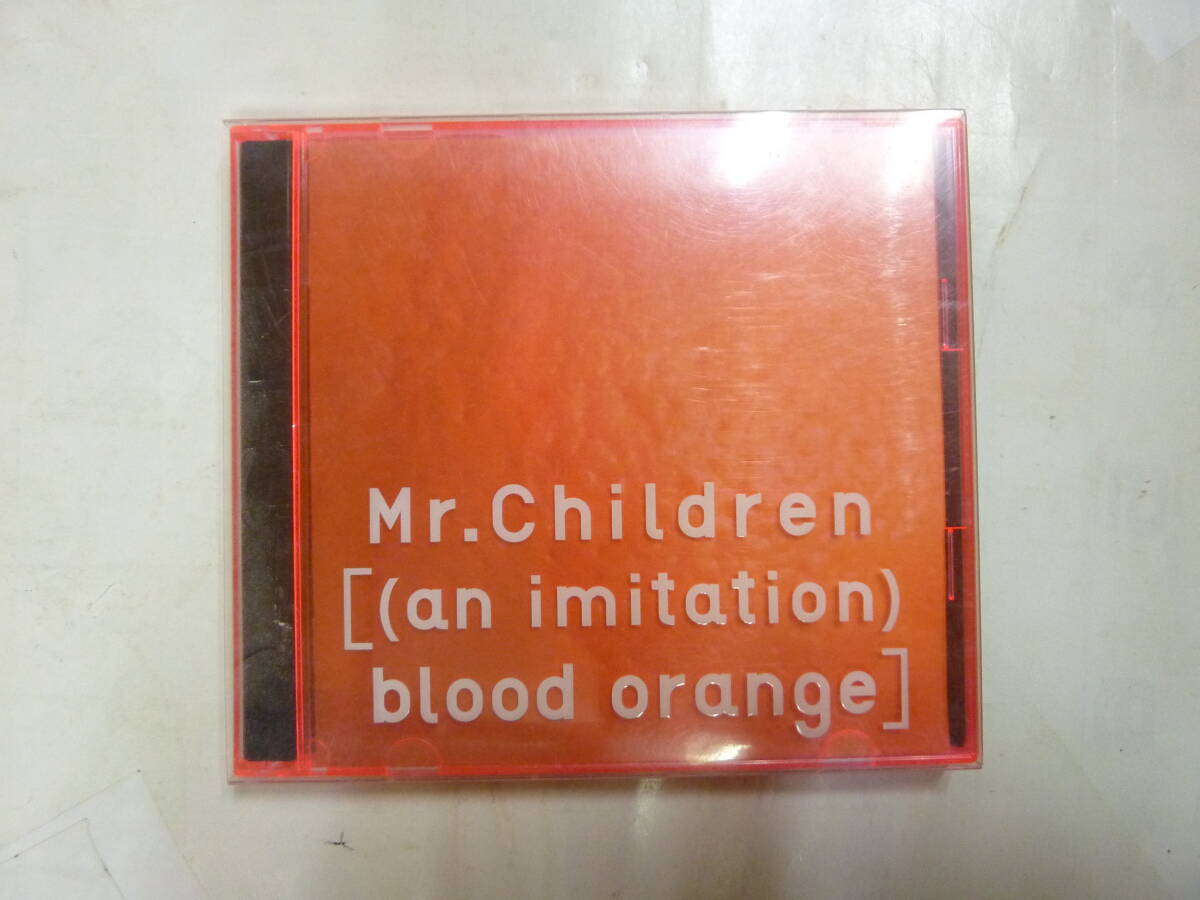 Mr.Children
[(an imitation)
blood orange]